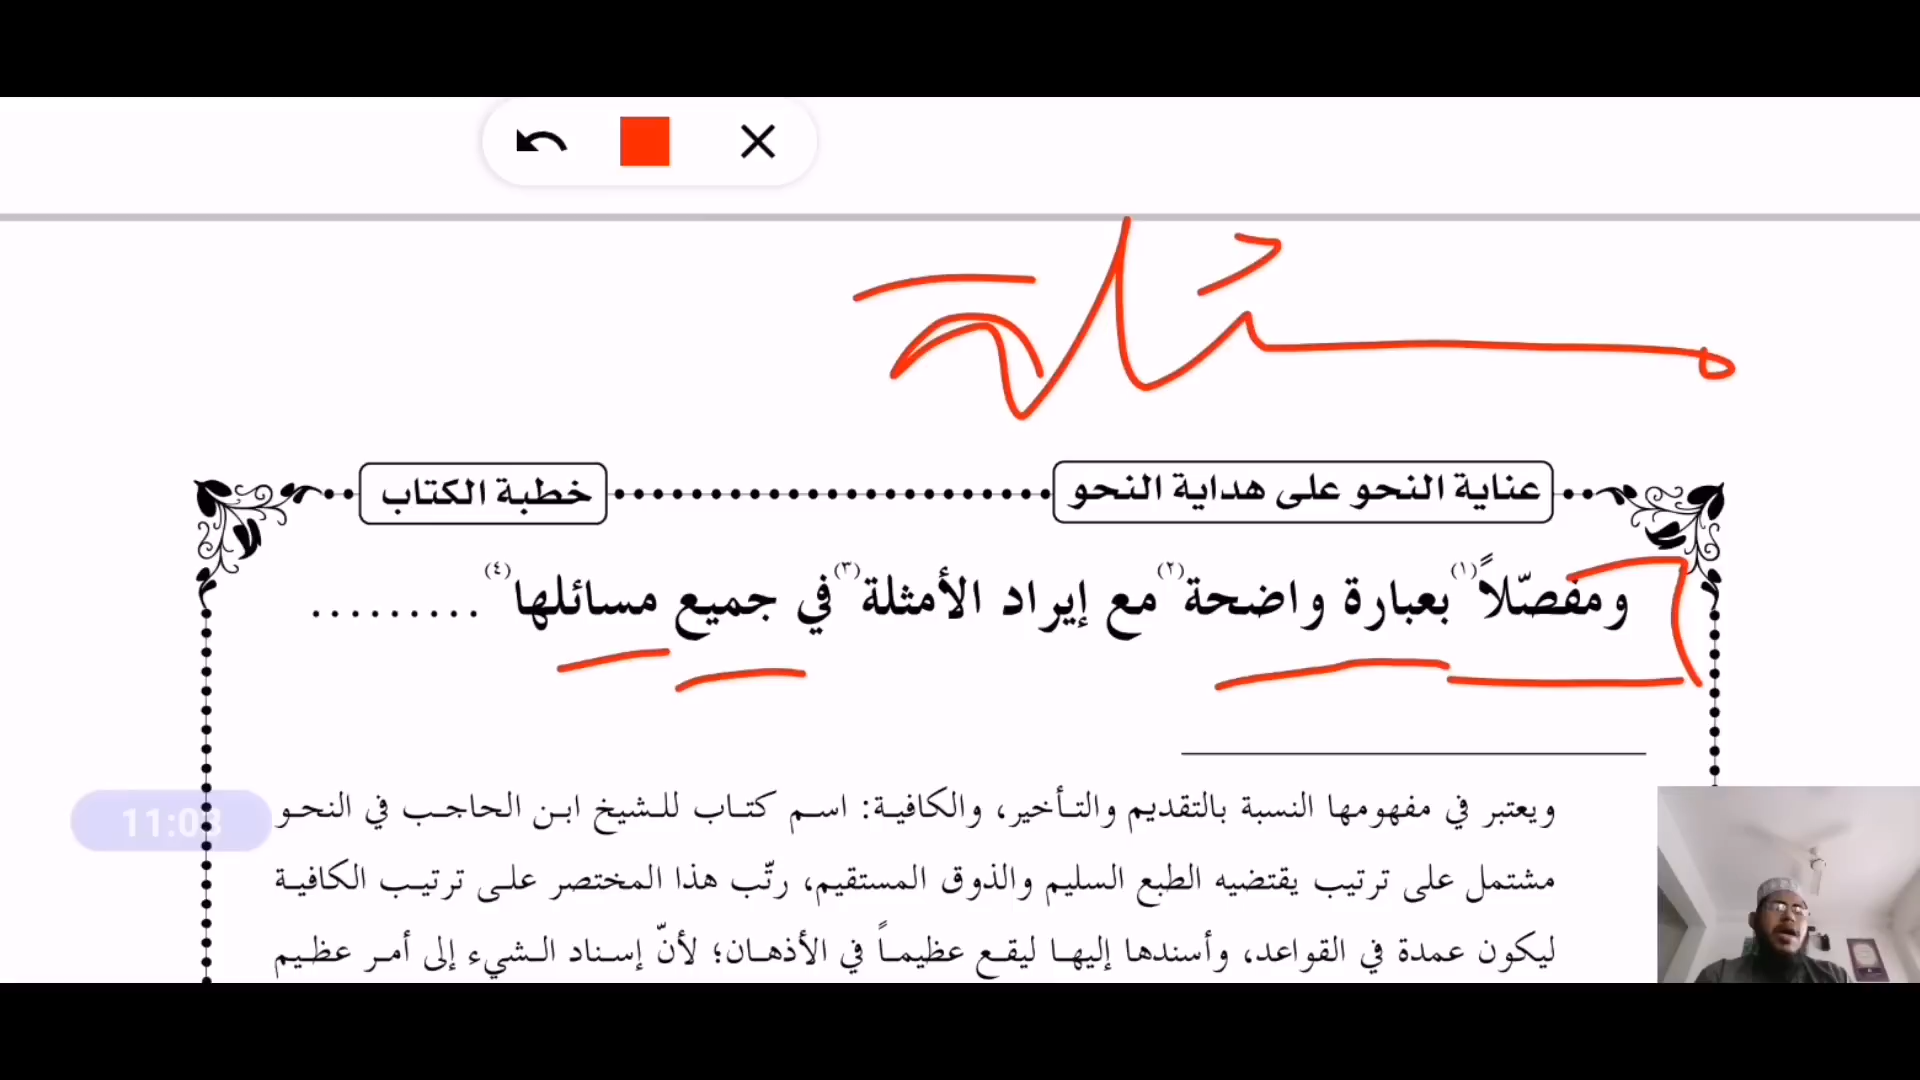 عناية النحو على هداية النحو
خطبة الكتاب
ومفصّلاً(١) بعبارة واضحة(٢) مع إيراد الأمثلة(٣) في جميع مسائلها(٤) .........
ويعتبر في مفهومها النسبة بالتقديم والتأخير، والكافية: اسم كتاب للشيخ ابن الحاجب في النحو
مشتمل على ترتيب يقتضيه الطبع السليم والذوق المستقيم، رتّب هذا المختصر على ترتيب الكافية
ليكون عمدة في القواعد، وأسندها إليها ليقع عظيماً في الأذهان؛ لأنّ إسناد الشيء إلى أمر عظيم